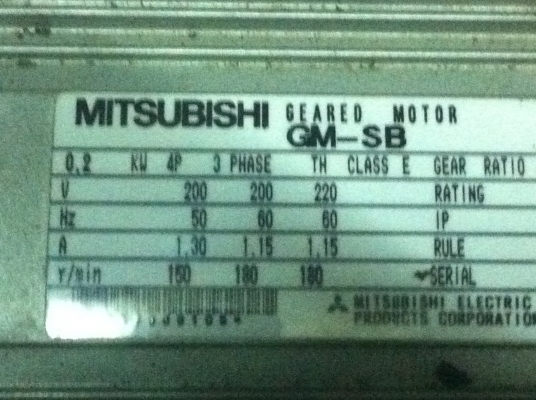 MITSUBISHI GEARED MOTOR
GM-SB
0.2 KW 4P 3 PHASE TH CLASS E GEAR RATIO
V 200 200 220 RATING
Hz 50 60 60 IP
A 1.30 1.15 1.15 RULE
r/min 150 180 180 SERIAL
MITSUBISHI ELECTRIC
PRODUCTS CORPORATION